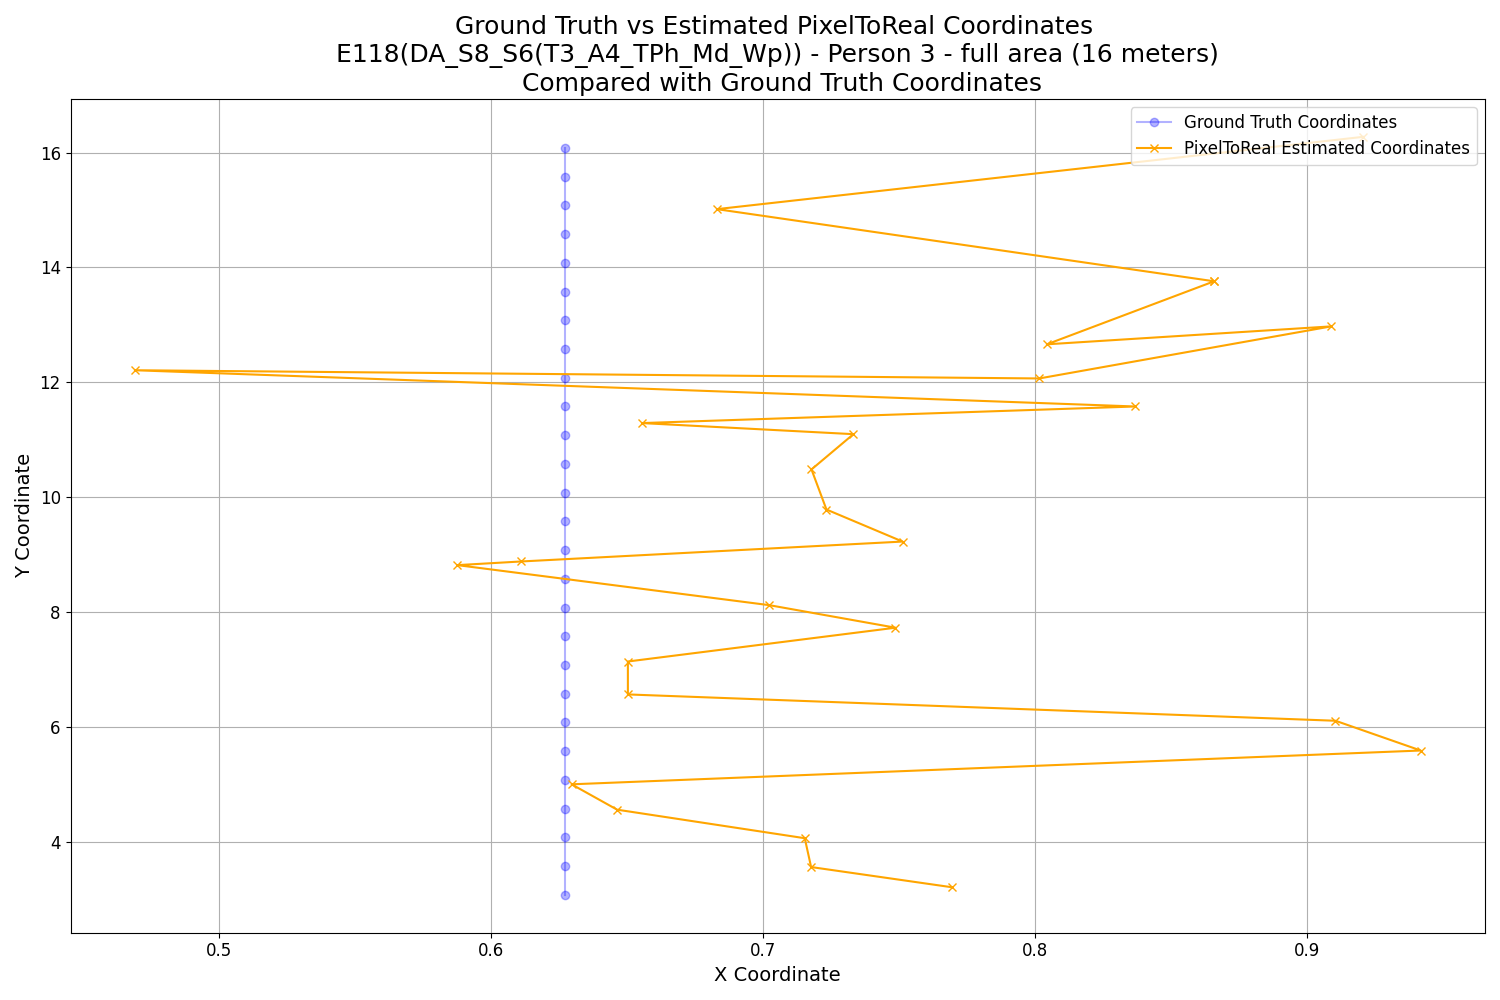 Ground Truth vs Estimated PixelToReal Coordinates
E118(DA_S8_S6(T3_A4_TPh_Md_Wp)) - Person 3 - full area (16 meters)
Compared with Ground Truth Coordinates
Ground Truth Coordinates
PixelToReal Estimated Coordinates
16
14
12
10
8
6
4
Y Coordinate
0.5
0.6
0.7
0.8
0.9
X Coordinate